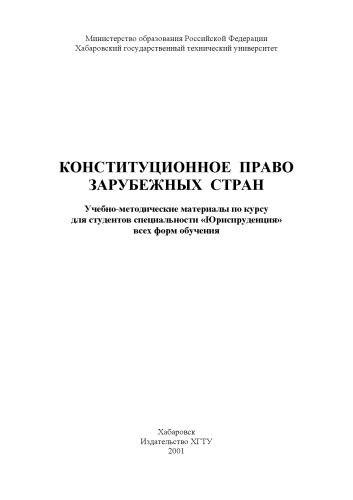 Министерство образования Российской Федерации
Хабаровский государственный технический университет
КОНСТИТУЦИОННОЕ ПРАВО
ЗАРУБЕЖНЫХ СТРАН
Учебно-методические материалы по курсу
для студентов специальности «Юриспруденция»
всех форм обучения
Хабаровск
Издательство ХГТУ
2001